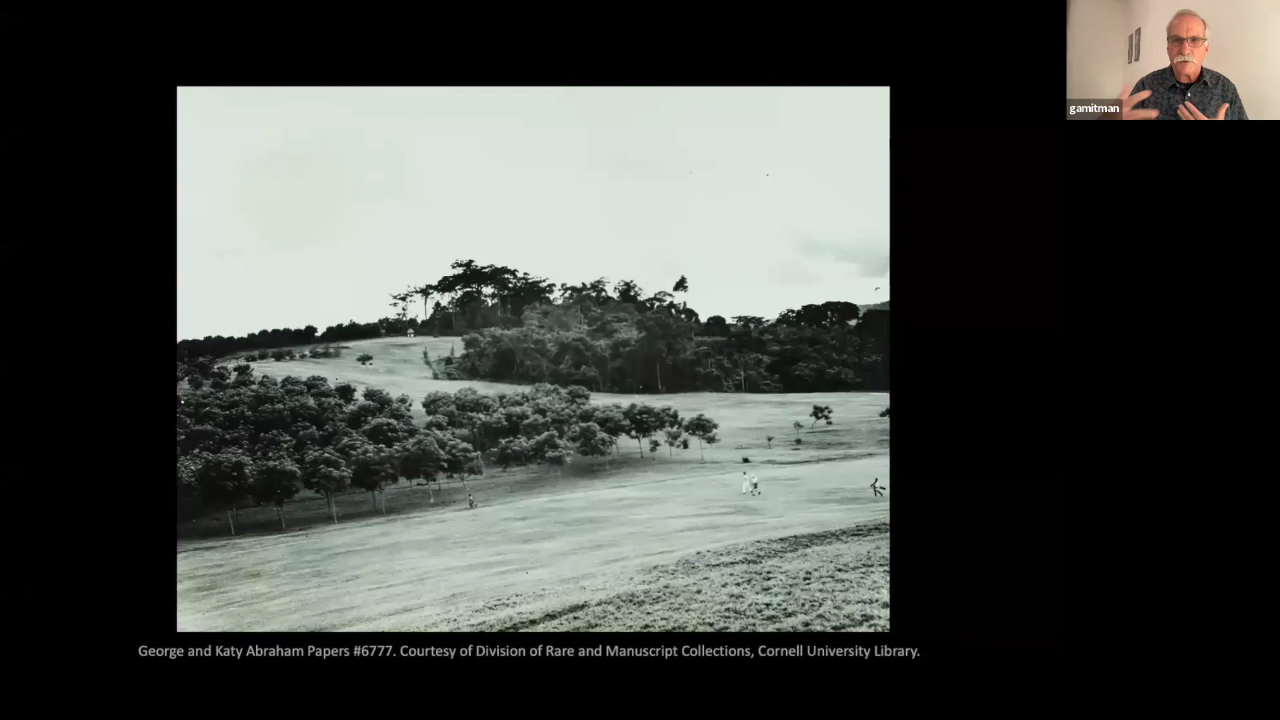 gamitman
George and Katy Abraham Papers #6777. Courtesy of Division of Rare and Manuscript Collections, Cornell University Library.